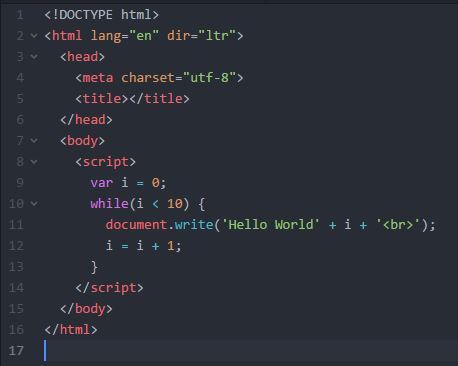 1 <!DOCTYPE html>
2 <html lang="en" dir="ltr">
3 <head>
4 <meta charset="utf-8">
5 <title></title>
6 </head>
7 <body>
8 <script>
9 var i = 0;
10 while(i < 10) {
11 document.write('Hello World' + i + '<br>');
12 i = i + 1;
13 }
14 </script>
15 </body>
16 </html>
17